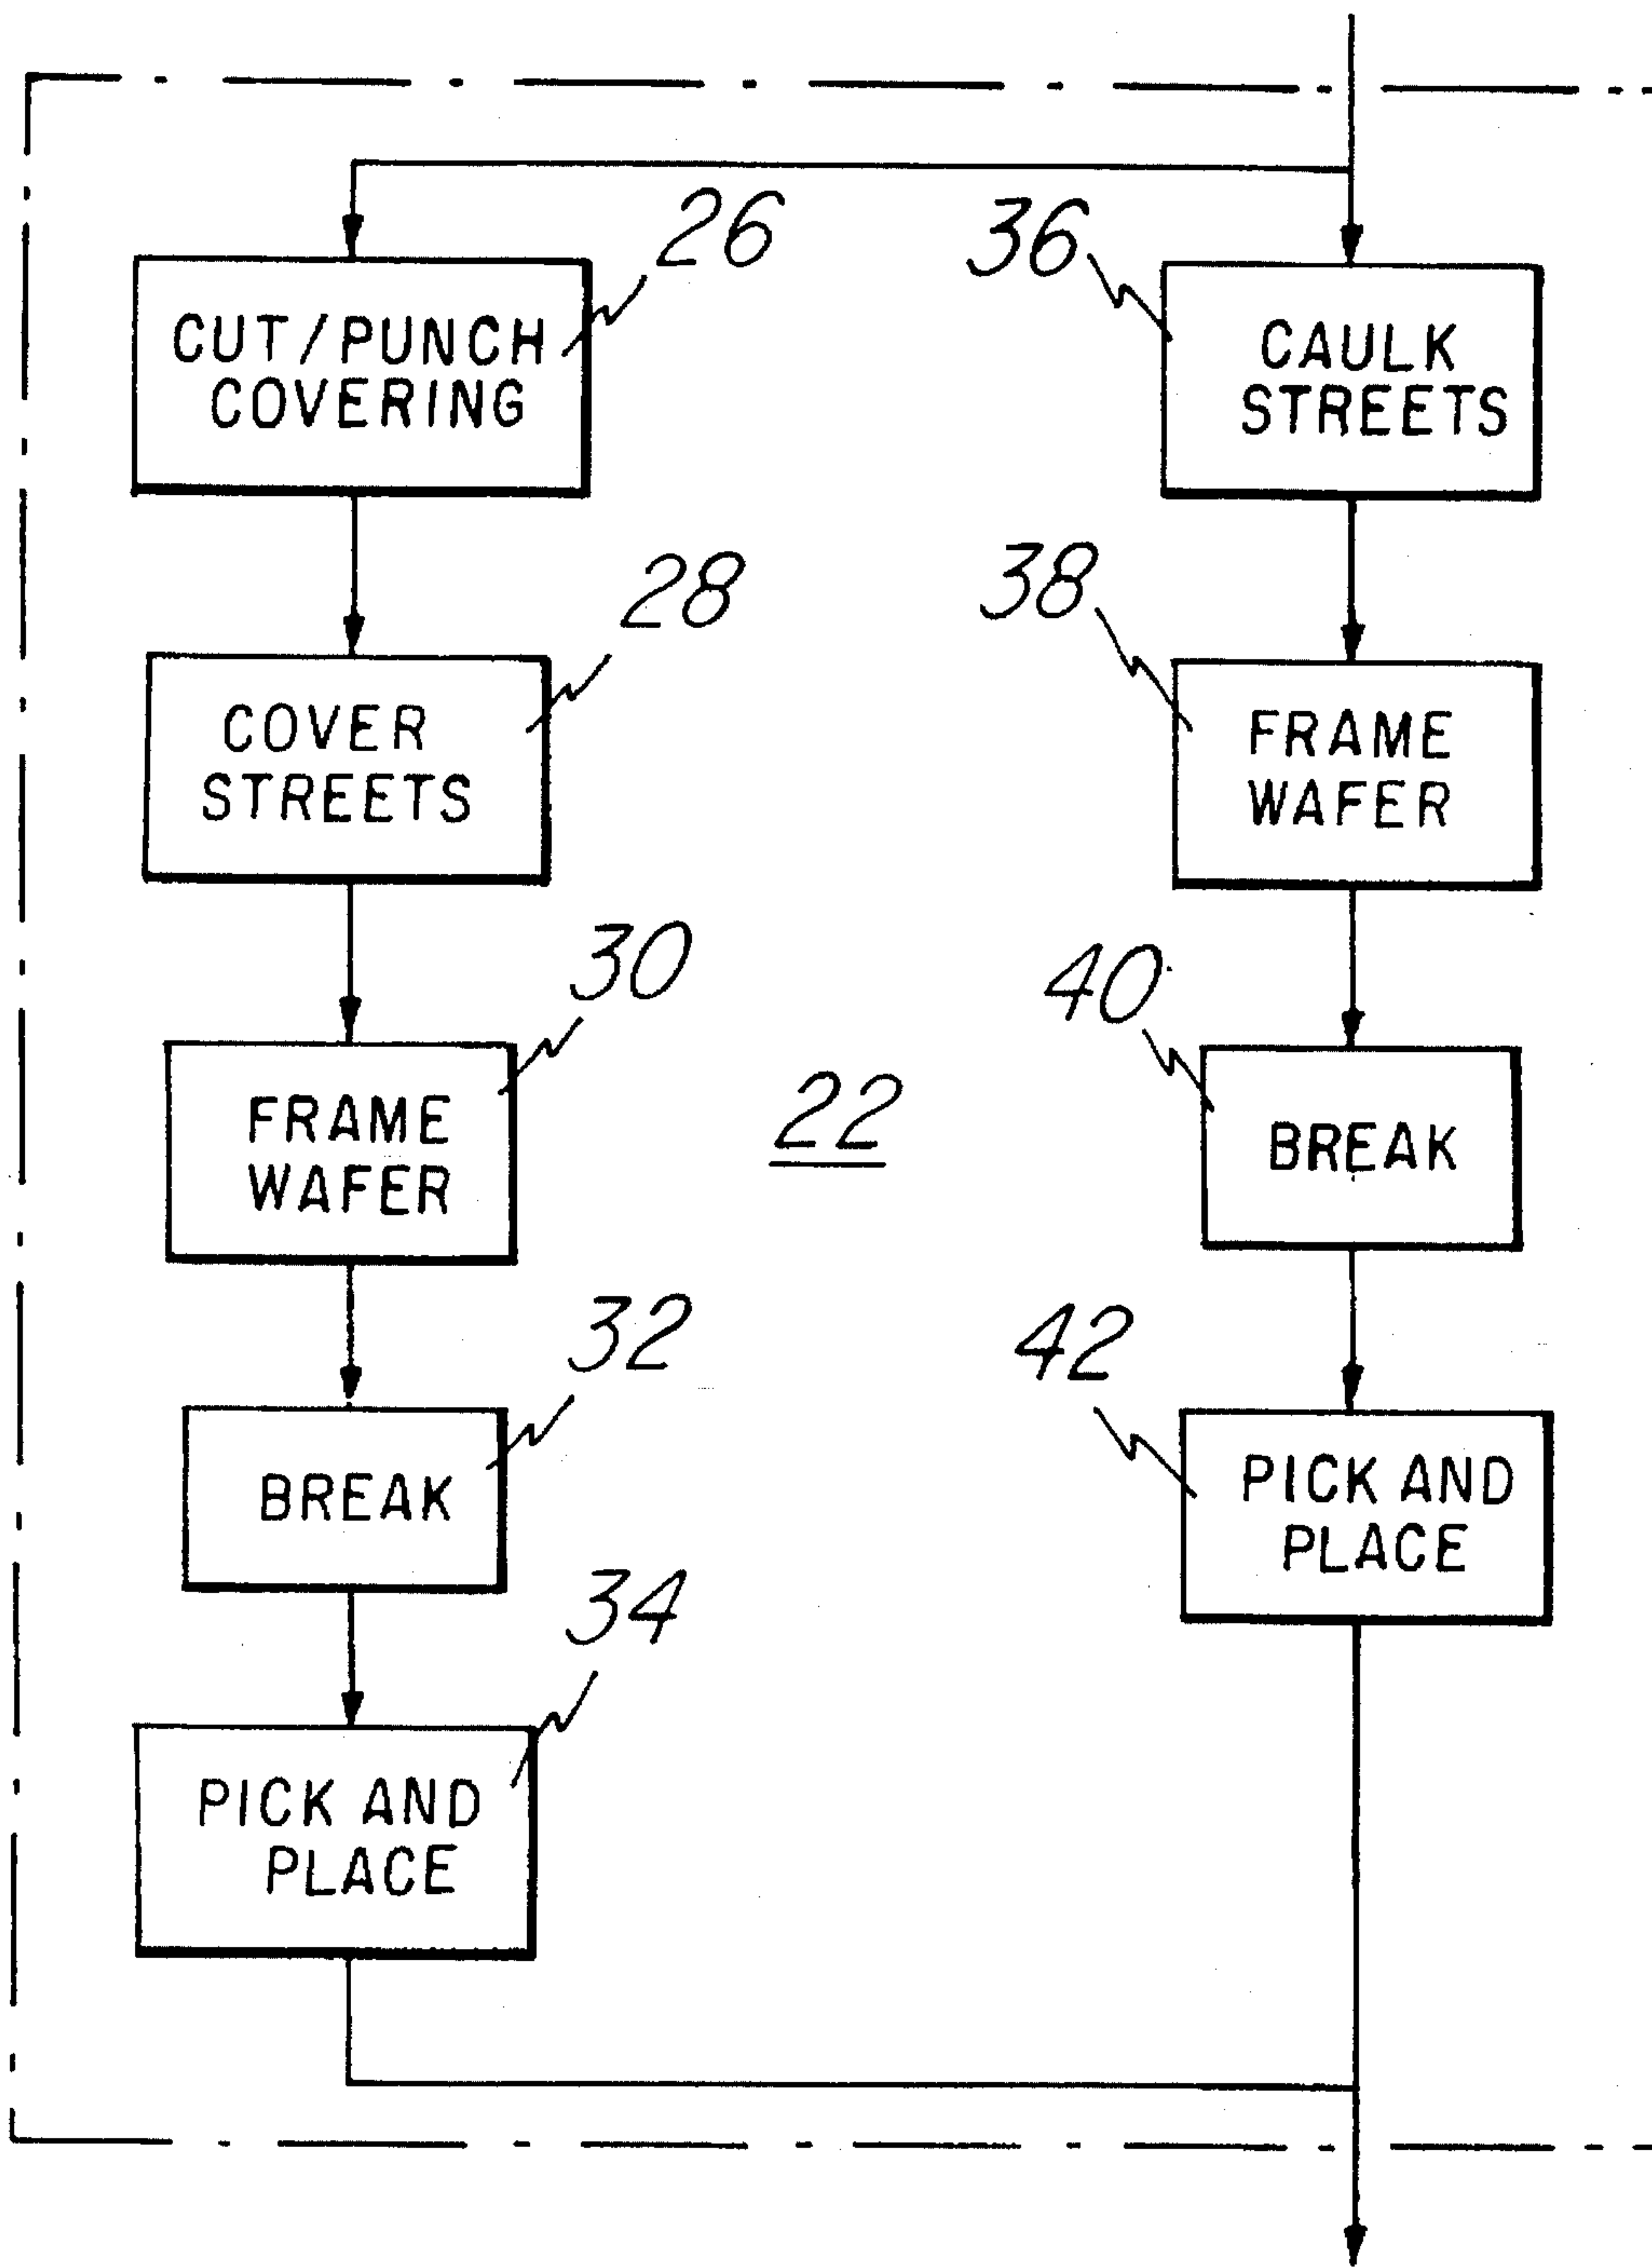 26
CUT/PUNCH
COVERING
28
COVER
STREETS
30
FRAME
WAFER
32
BREAK
34
PICK AND
PLACE
22
36
CAULK
STREETS
38
FRAME
WAFER
40
BREAK
42
PICK AND
PLACE